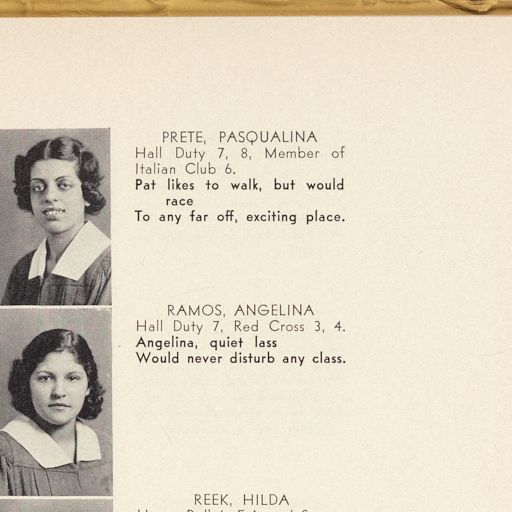 PRETE, PASQUALINA
Hall Duty 7, 8, Member of
Italian Club 6.
Pat likes to walk, but would
race
To any far off, exciting place.
RAMOS, ANGELINA
Hall Duty 7, Red Cross 3, 4.
Angelina, quiet lass
Would never disturb any class.
REEK, HILDA